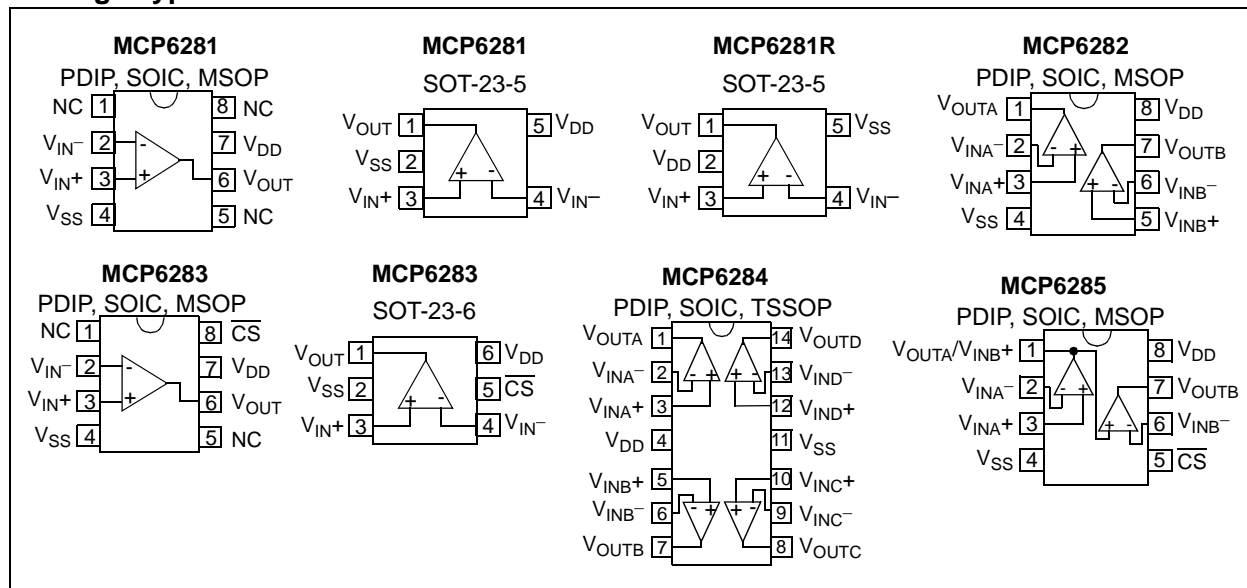 MCP6281
PDIP, SOIC, MSOP
NC 1
8 NC
VIN– 2
7 VDD
VIN+ 3
6 VOUT
VSS 4
5 NC
- +
MCP6281
SOT-23-5
VOUT 1
5 VDD
VSS 2
VIN+ 3
4 VIN–
+ -
MCP6281R
SOT-23-5
VOUT 1
5 VSS
VDD 2
VIN+ 3
4 VIN–
+ -
MCP6282
PDIP, SOIC, MSOP
VOUTA 1
8 VDD
VINA– 2
7 VOUTB
VINA+ 3
6 VINB–
VSS 4
5 VINB+
- +
+ -
MCP6283
PDIP, SOIC, MSOP
NC 1
8 CS
VIN– 2
7 VDD
VIN+ 3
6 VOUT
VSS 4
5 NC
- +
MCP6283
SOT-23-6
VOUT 1
6 VDD
VSS 2
5 CS
VIN+ 3
4 VIN–
+ -
MCP6284
PDIP, SOIC, TSSOP
VOUTA 1
14 VOUTD
VINA– 2
13 VIND–
VINA+ 3
12 VIND+
VDD 4
11 VSS
VINB+ 5
10 VINC+
VINB– 6
9 VINC–
VOUTB 7
8 VOUTC
- + + -
- + + -
MCP6285
PDIP, SOIC, MSOP
VOUTA/VINB+ 1
8 VDD
VINA– 2
7 VOUTB
VINA+ 3
6 VINB–
VSS 4
5 CS
- +
+ -